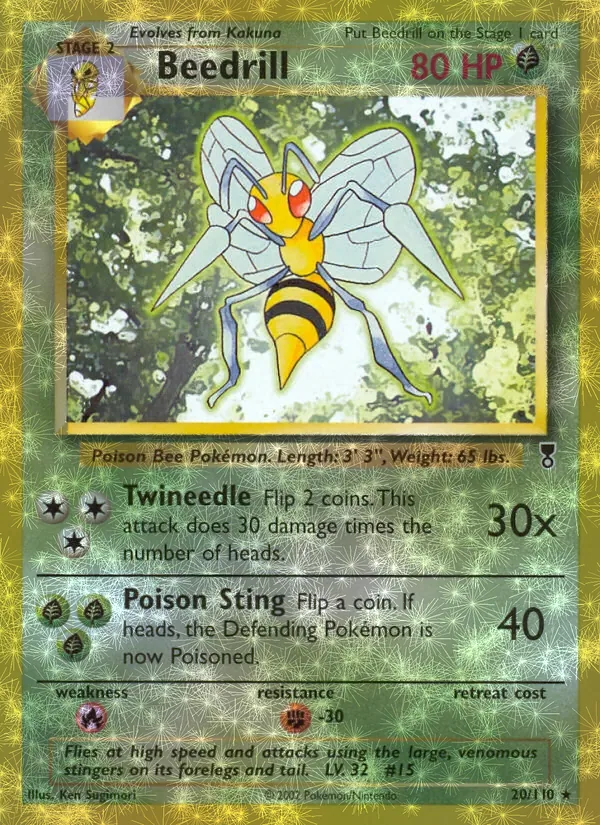 Evolves from Kakuna
Put Beedrill on the Stage 1 card
STAGE 2
Beedrill
80 HP
Poison Bee Pokémon. Length: 3' 3", Weight: 65 lbs.
Twineedle Flip 2 coins. This
attack does 30 damage times the
number of heads.
30x
Poison Sting Flip a coin. If
heads, the Defending Pokémon is
now Poisoned.
40
weakness
resistance
retreat cost
-30
Flies at high speed and attacks using the large, venomous
stingers on its forelegs and tail. LV. 32 #15
Illus. Ken Sugimori
© 2002 Pokémon/Nintendo
20/110 ★